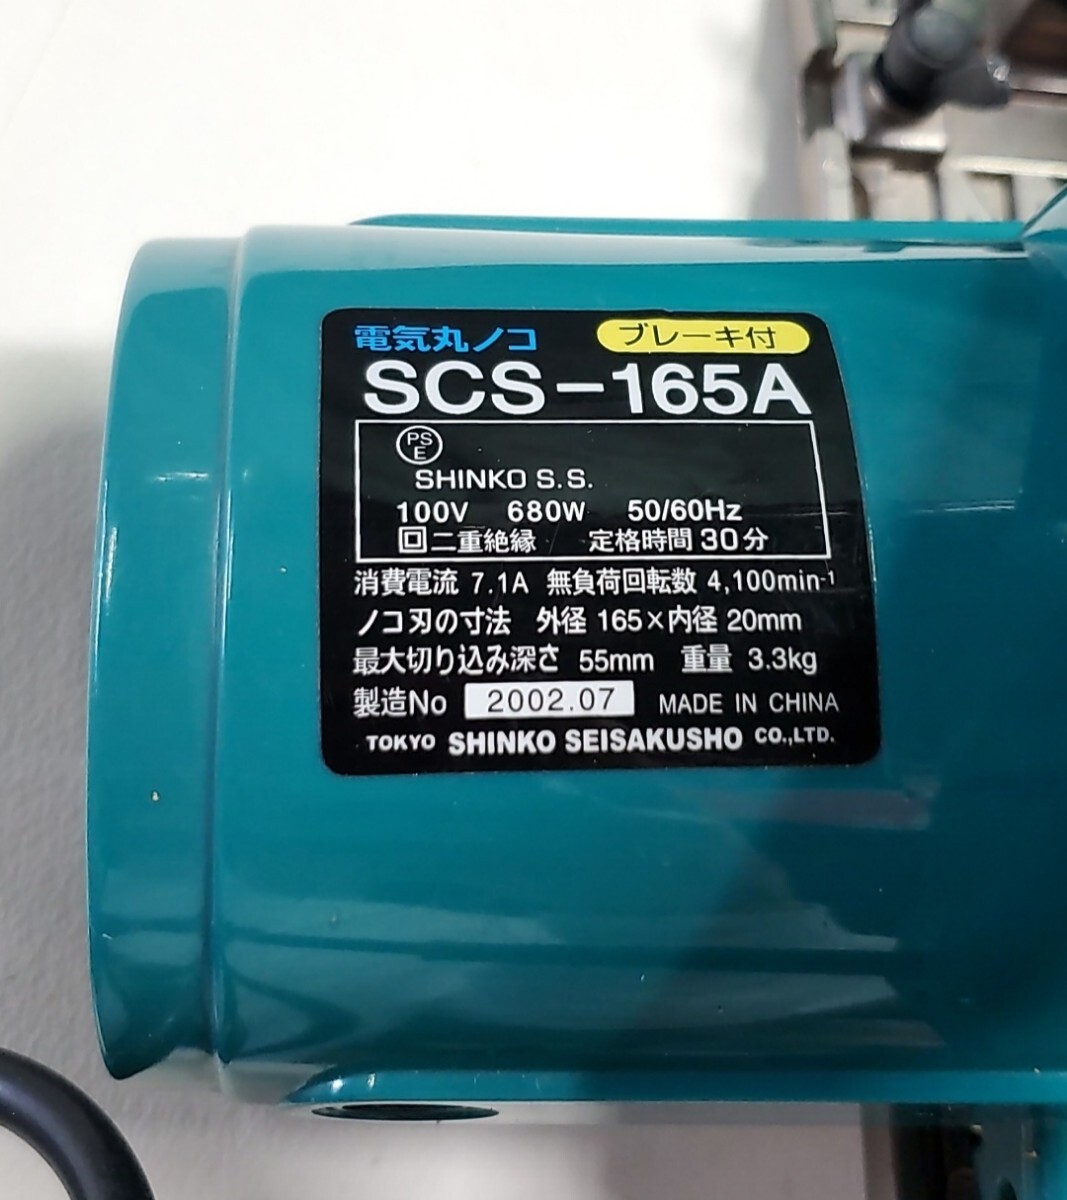 電気丸ノコ ブレーキ付
SCS-165A
PS
E
SHINKO S.S.
100V 680W 50/60Hz
回二重絶縁 定格時間30分
消費電流 7.1A 無負荷回転数 4,100min-1
ノコ刃の寸法 外径 165×内径 20mm
最大切り込み深さ 55mm 重量 3.3kg
製造No 2002.07 MADE IN CHINA
TOKYO SHINKO SEISAKUSHO CO.,LTD.